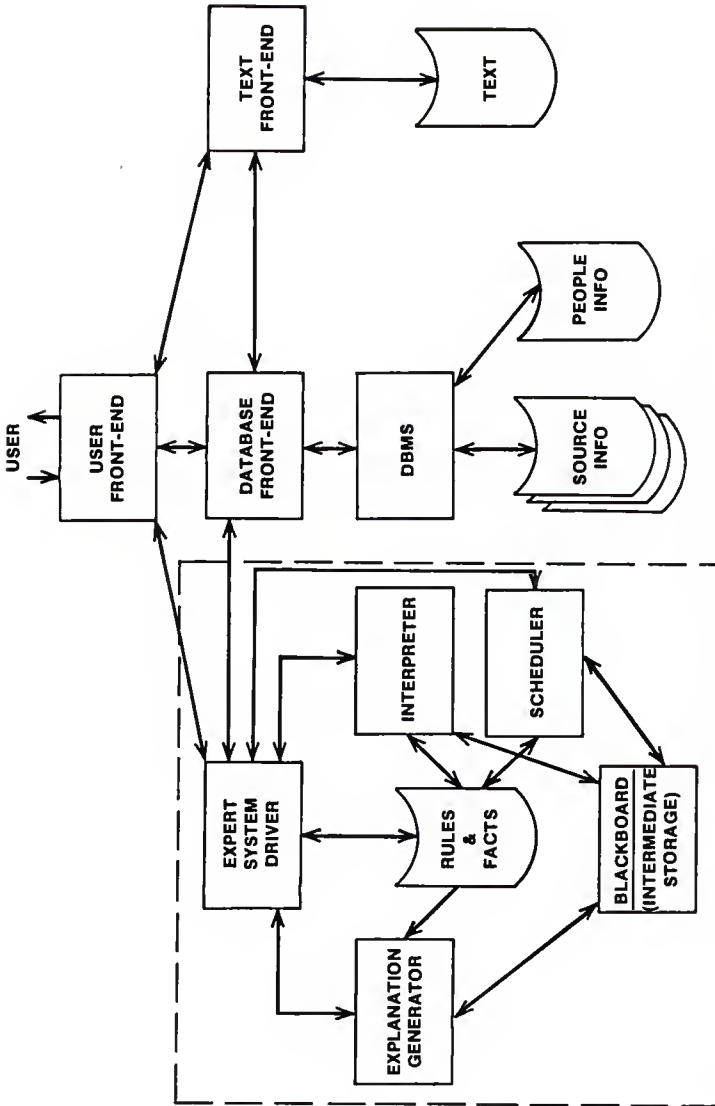 USER
USER
FRONT-END
TEXT
FRONT-END
TEXT
DATABASE
FRONT-END
DBMS
PEOPLE
INFO
SOURCE
INFO
EXPERT
SYSTEM
DRIVER
INTERPRETER
SCHEDULER
RULES
&
FACTS
EXPLANATION
GENERATOR
BLACKBOARD
(INTERMEDIATE
STORAGE)